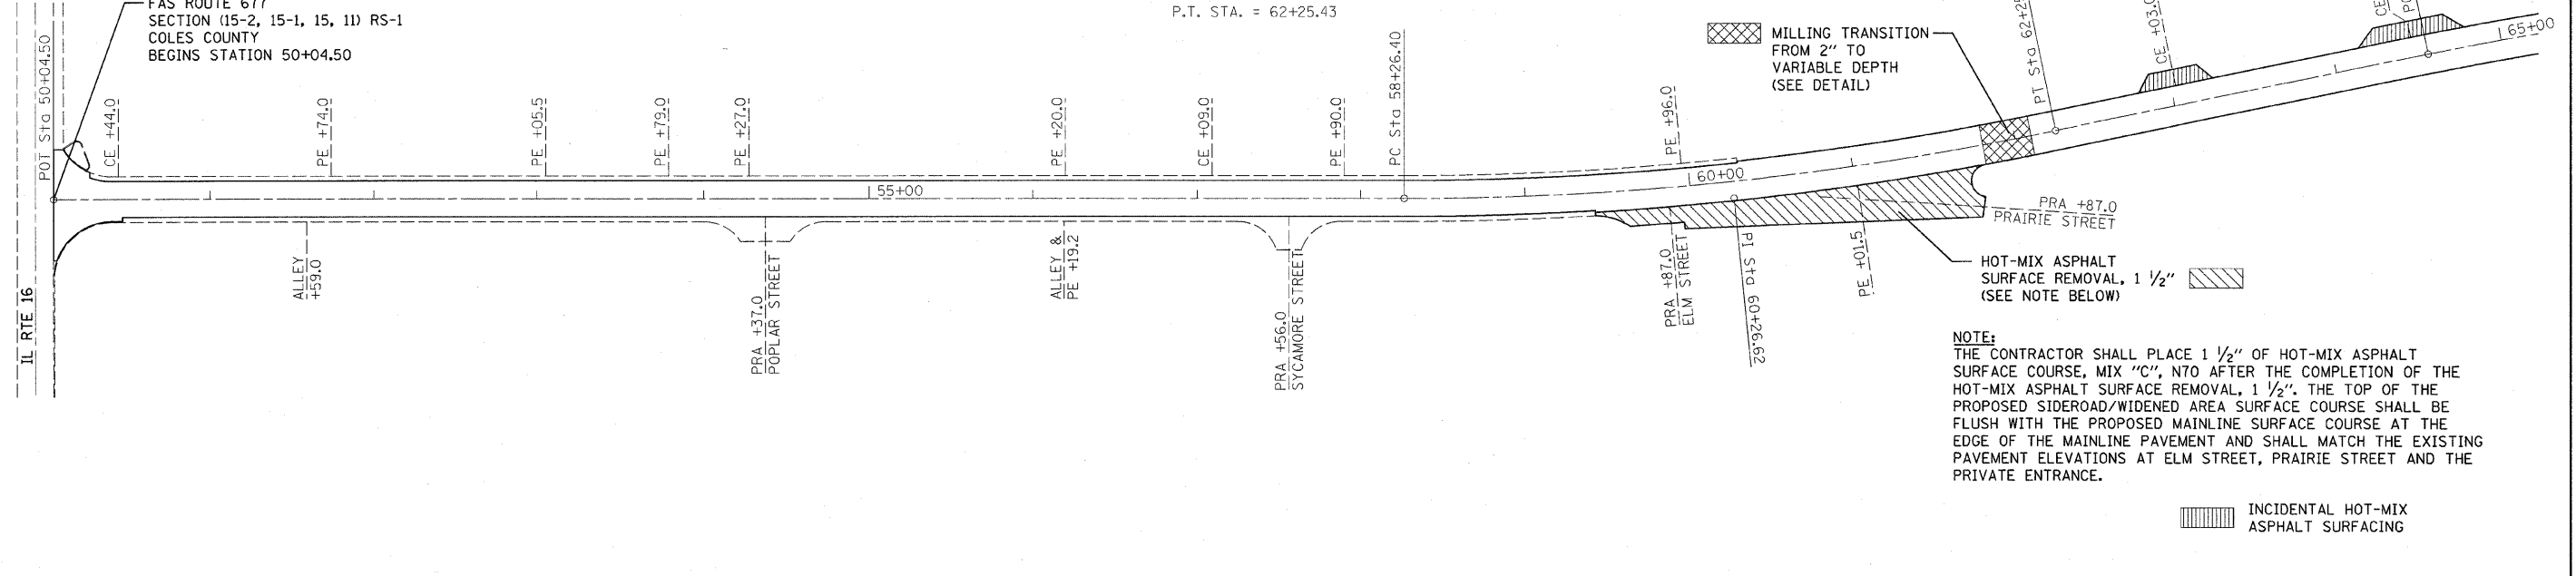 FAS ROUTE 677
SECTION (15-2, 15-1, 15, 11) RS-1
COLES COUNTY
BEGINS STATION 50+04.50
P.T. STA. = 62+25.43
POT Sta 50+04.50
IL RTE 16
CE +44.0
PE +74.0
PE +05.5
PE +79.0
PE +27.0
PE +20.0
CE +09.0
PE +90.0
PC Sta 58+26.40
PE +96.0
55+00
60+00
65+00
ALLEY
+59.0
PRA +37.0
POPLAR STREET
ALLEY &
PE +19.2
PRA +56.0
SYCAMORE STREET
PRA +87.0
ELM STREET
PI Sta 60+26.62
PE +01.5
PRA +87.0
PRAIRIE STREET
MILLING TRANSITION
FROM 2" TO
VARIABLE DEPTH
(SEE DETAIL)
PT Sta 62+2
CE +03.0
CE
HOT-MIX ASPHALT
SURFACE REMOVAL, 1 1/2"
(SEE NOTE BELOW)
NOTE:
THE CONTRACTOR SHALL PLACE 1 1/2" OF HOT-MIX ASPHALT
SURFACE COURSE, MIX "C", N70 AFTER THE COMPLETION OF THE
HOT-MIX ASPHALT SURFACE REMOVAL, 1 1/2". THE TOP OF THE
PROPOSED SIDEROAD/WIDENED AREA SURFACE COURSE SHALL BE
FLUSH WITH THE PROPOSED MAINLINE SURFACE COURSE AT THE
EDGE OF THE MAINLINE PAVEMENT AND SHALL MATCH THE EXISTING
PAVEMENT ELEVATIONS AT ELM STREET, PRAIRIE STREET AND THE
PRIVATE ENTRANCE.
INCIDENTAL HOT-MIX
ASPHALT SURFACING